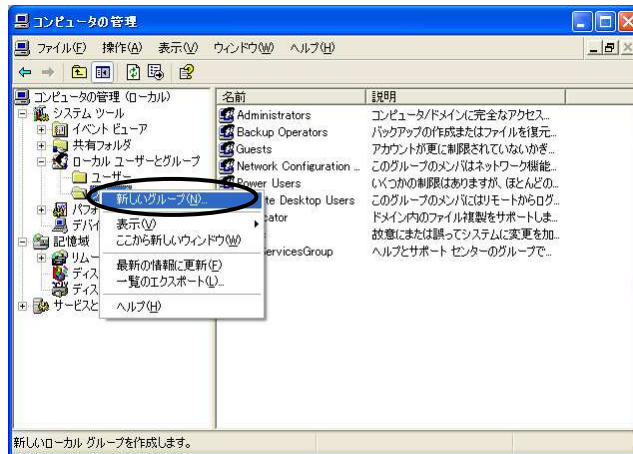 コンピュータの管理
ファイル(F) 操作(A) 表示(V) ウィンドウ(W) ヘルプ(H)
コンピュータの管理 (ローカル)
システム ツール
イベント ビューア
共有フォルダ
ローカル ユーザーとグループ
ユーザー
パフォ
デバイ
記憶域
リムー
ディス
ディス
サービスと
新しいグループ(N)...
表示(V)
ここから新しいウィンドウ(W)
最新の情報に更新(F)
一覧のエクスポート(L)...
ヘルプ(H)
名前 説明
Administrators コンピュータ/ドメインに完全なアクセス...
Backup Operators バックアップの作成またはファイルを復元...
Guests アカウントが更に制限されていないかぎ...
Network Configuration ... このグループのメンバはネットワーク機能...
Power Users いくつかの制限はありますが、ほとんどの...
te Desktop Users このグループのメンバにはリモートからログ...
cator ドメイン内のファイル複製をサポートしま...
故意にまたは誤ってシステムに変更を加...
ervicesGroup ヘルプとサポート センターのグループで...
新しいローカル グループを作成します。